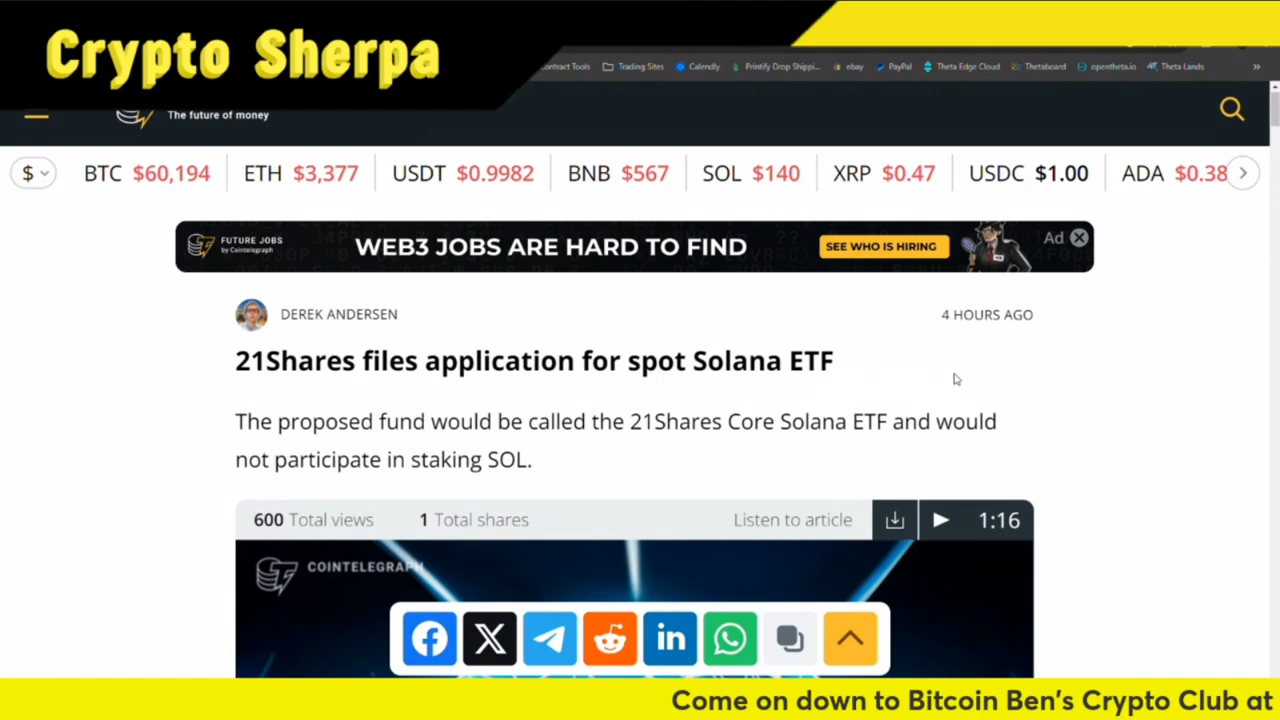 Crypto Sherpa
ontract Tools Trading Sites Calendly Printify Drop Shippi... ebay PayPal Theta Edge Cloud Thetaboard opentheta.io Theta Lands »
The future of money
$ BTC $60,194 ETH $3,377 USDT $0.9982 BNB $567 SOL $140 XRP $0.47 USDC $1.00 ADA $0.38
FUTURE JOBS
by Cointelegraph
WEB3 JOBS ARE HARD TO FIND
SEE WHO IS HIRING
Ad
DEREK ANDERSEN 4 HOURS AGO
21Shares files application for spot Solana ETF
The proposed fund would be called the 21Shares Core Solana ETF and would
not participate in staking SOL.
600 Total views 1 Total shares Listen to article 1:16
COINTELEGRAPH
Come on down to Bitcoin Ben's Crypto Club at